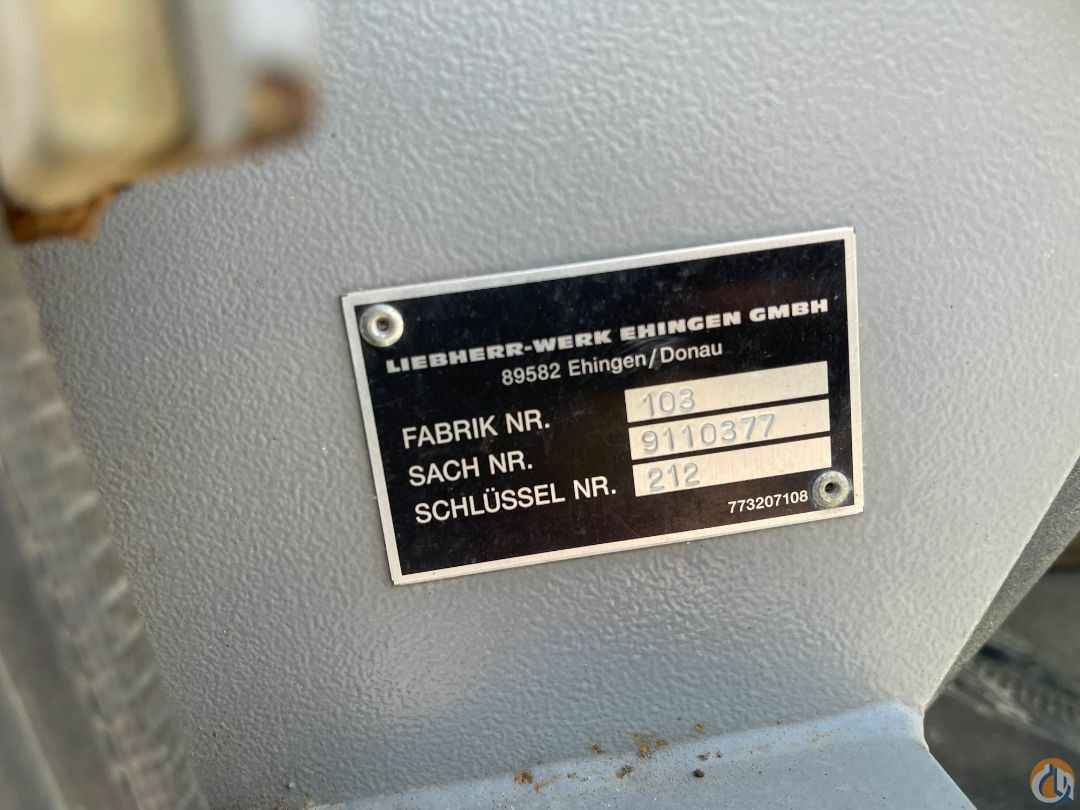 LIEBHERR-WERK EHINGEN GMBH
89582 Ehingen/Donau
FABRIK NR. 103
SACH NR. 9110377
SCHLÜSSEL NR. 212
773207108